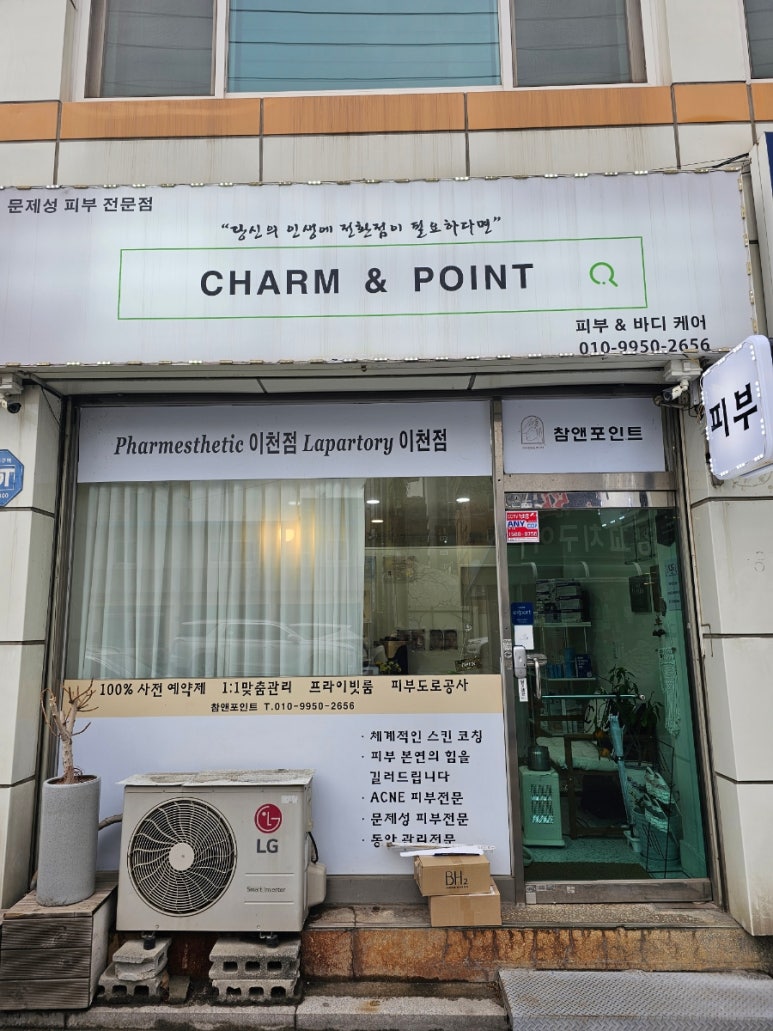 문제성 피부 전문점
"당신의 인생에 전환점이 필요하다면"
CHARM & POINT
피부 & 바디 케어
010-9950-2656
피부
Pharmesthetic 이천점 Lapartory 이천점
참앤포인트
ANY
1588-8756
100% 사전 예약제 1:1맞춤관리 프라이빗룸 피부도로공사
참앤포인트 T.010-9950-2656
· 체계적인 스킨 코칭
· 피부 본연의 힘을
길러드립니다
· ACNE 피부전문
· 문제성 피부전문
· 동안 관리전문
LG
Smart Inverter
BH2